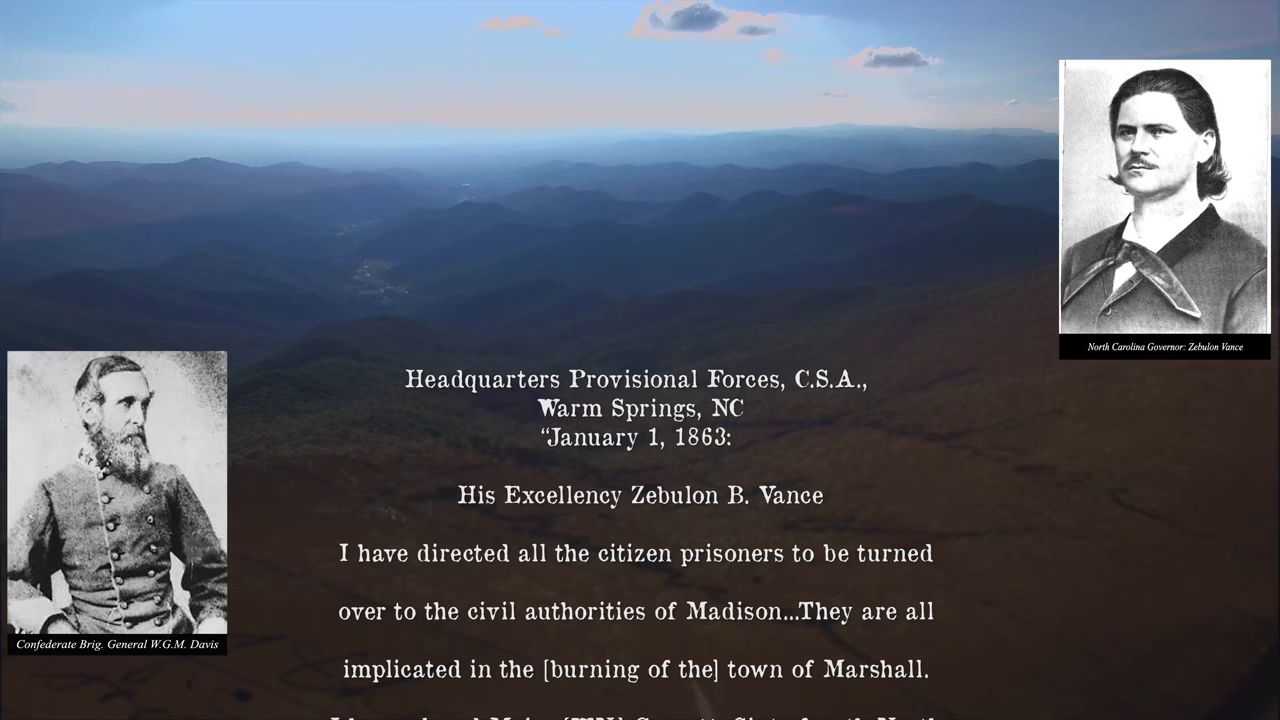 North Carolina Governor: Zebulon Vance
Confederate Brig. General W.G.M. Davis
Headquarters Provisional Forces, C.S.A.,
Warm Springs, NC
“January 1, 1863:
His Excellency Zebulon B. Vance
I have directed all the citizen prisoners to be turned
over to the civil authorities of Madison...They are all
implicated in the [burning of the] town of Marshall.